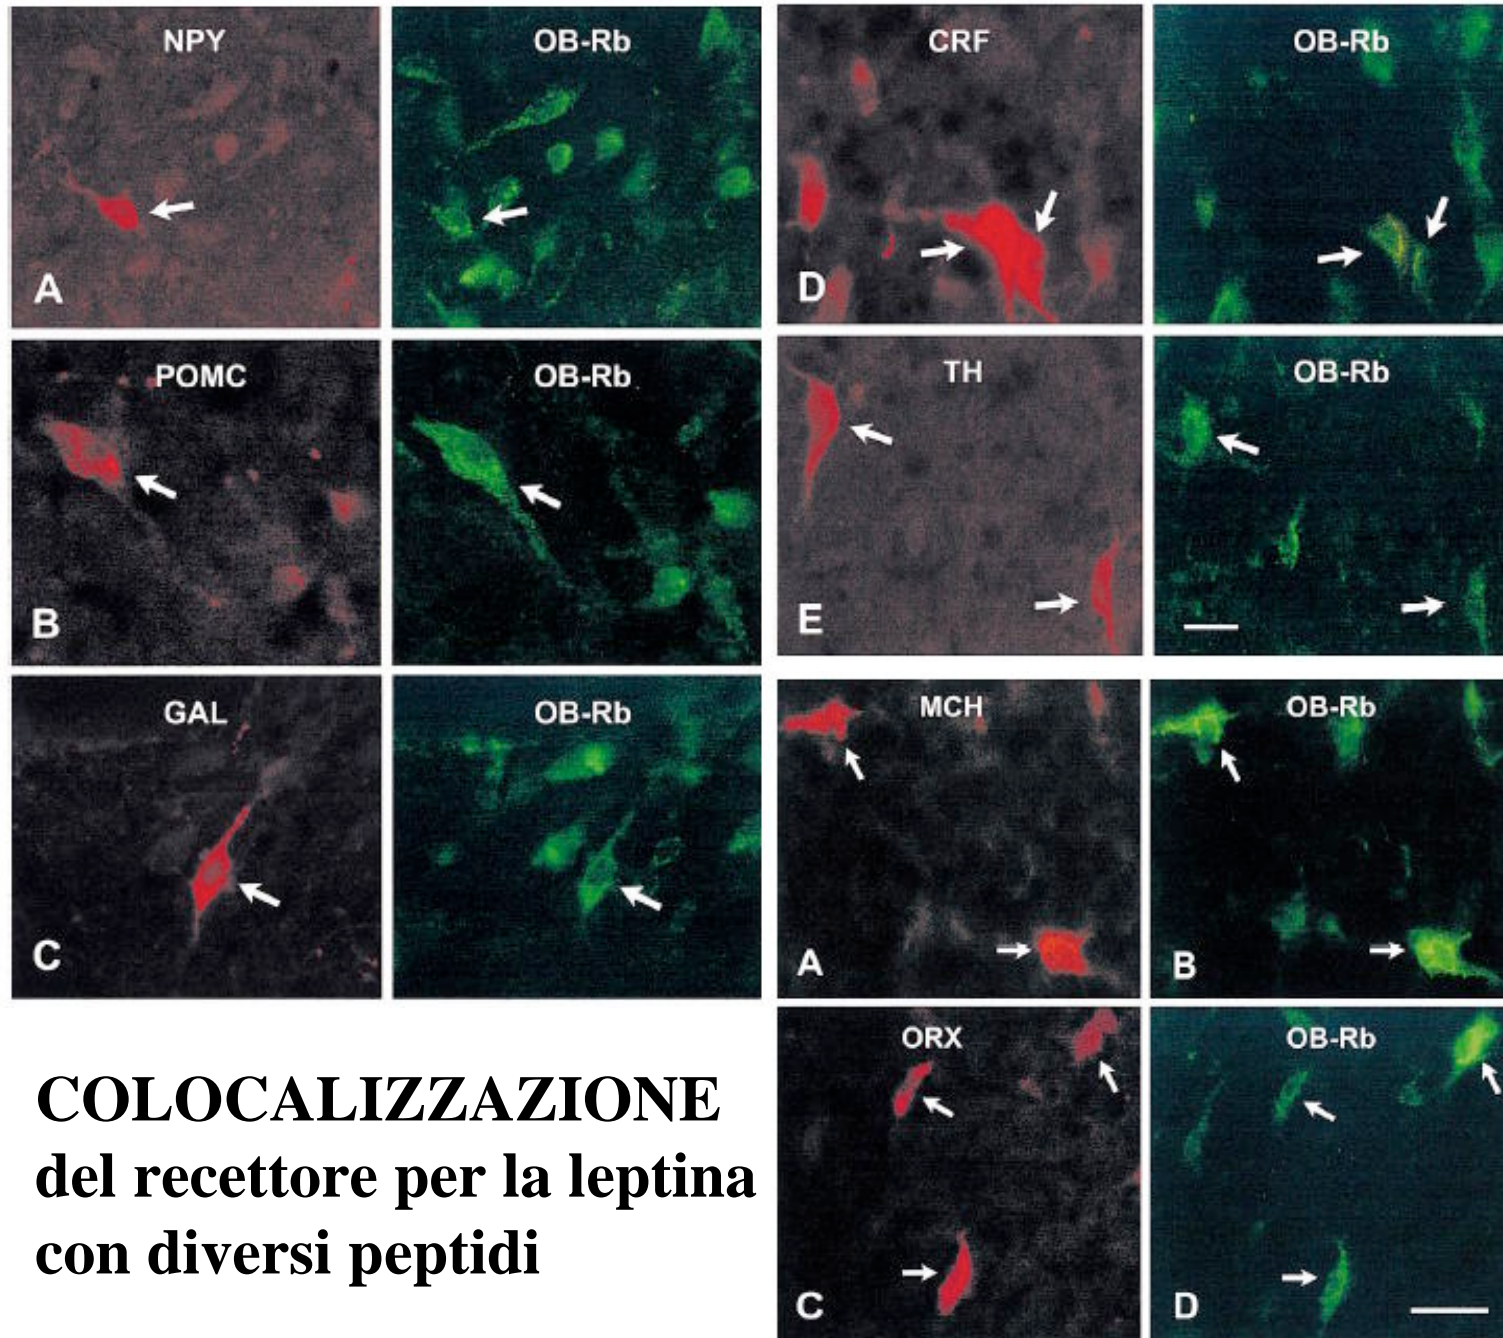 NPY
OB-Rb
A
POMC
OB-Rb
B
GAL
OB-Rb
C
CRF
OB-Rb
D
TH
OB-Rb
E
MCH
OB-Rb
A
B
ORX
OB-Rb
C
D
COLOCALIZZAZIONE
del recettore per la leptina
con diversi peptidi